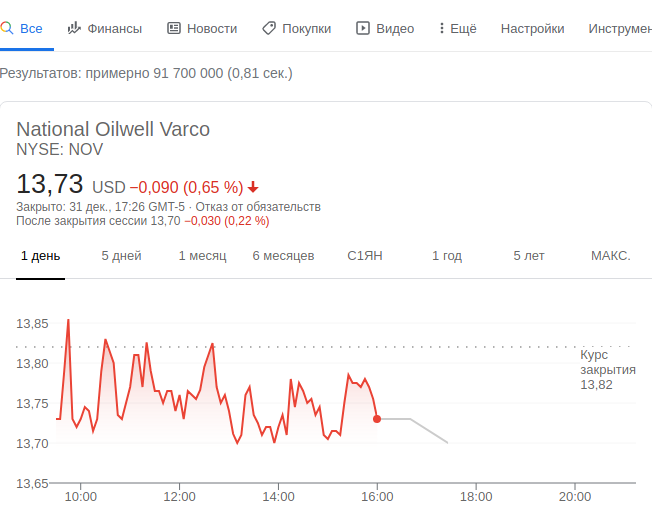 Все Финансы Новости Покупки Видео Ещё Настройки Инструмен
Результатов: примерно 91 700 000 (0,81 сек.)
National Oilwell Varco
NYSE: NOV
13,73 USD −0,090 (0,65 %)
Закрыто: 31 дек., 17:26 GMT-5 · Отказ от обязательств
После закрытия сессии 13,70 −0,030 (0,22 %)
1 день 5 дней 1 месяц 6 месяцев С1ЯН 1 год 5 лет МАКС.
13,85
13,80
13,75
13,70
13,65
Курс
закрытия
13,82
10:00 12:00 14:00 16:00 18:00 20:00